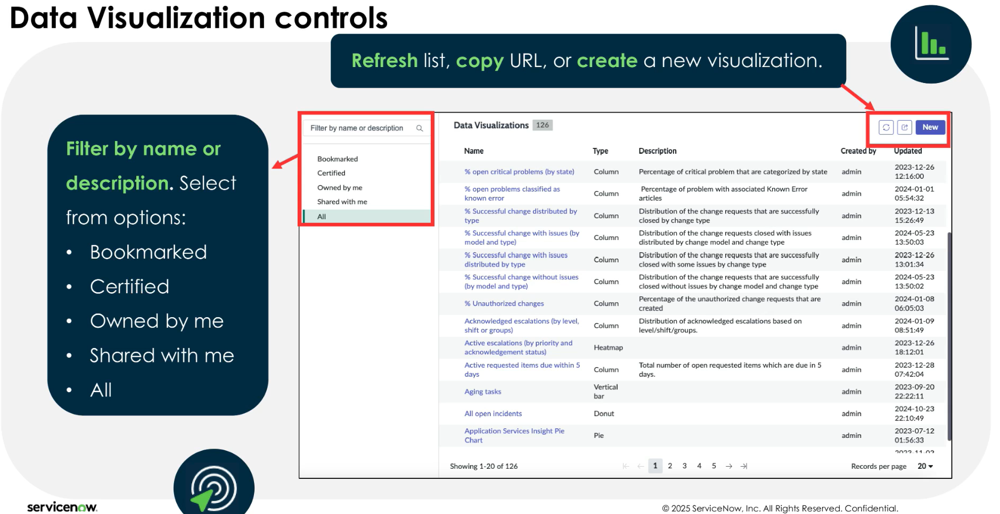 Data Visualization controls
Refresh list, copy URL, or create a new visualization.
Filter by name or
description. Select
from options:
• Bookmarked
• Certified
• Owned by me
• Shared with me
• All
Filter by name or description
Bookmarked
Certified
Owned by me
Shared with me
All
Data Visualizations 126
New
Name Type Description Created by Updated
% open critical problems (by state) Column Percentage of critical problem that are categorized by state admin 2023-12-26
12:16:00
% open problems classified as Percentage of problem with associated Known Error 2024-01-01
known error Column articles admin 05:54:32
% Successful change distributed by Distribution of the change requests that are successfully 2023-12-13
type Column closed by change type admin 15:26:49
% Successful change with issues (by Distribution of the change requests closed with issues 2024-05-23
model and type) Column distributed by change model and change type admin 13:50:03
% Successful change with issues Distribution of the change requests that are successfully 2023-12-26
distributed by type Column closed with some issues by change type admin 13:01:34
% Successful change without issues Distribution of the change requests that are successfully 2024-05-23
(by model and type) Column closed without issues by change model and change type admin 13:50:02
% Unauthorized changes Column Percentage of the unauthorized change requests that are admin 2024-01-08
created 06:05:03
Acknowledged escalations (by level, Distribution of acknowledged escalations based on 2024-01-09
shift or groups) Column level/shift/groups. admin 08:51:49
Active escalations (by priority and 2023-12-26
acknowledgement status) Heatmap admin 18:12:01
Active requested items due within 5 Total number of open requested items which are due in 5 2023-12-28
days Column days. admin 07:42:04
Aging tasks Vertical admin 2023-09-20
bar 22:22:11
All open incidents Donut admin 2024-10-23
22:10:49
Application Services Insight Pie 2023-07-12
Chart Pie admin 01:56:33
Showing 1-20 of 126 1 2 3 4 5 Records per page 20
servicenow.
© 2025 ServiceNow, Inc. All Rights Reserved. Confidential.